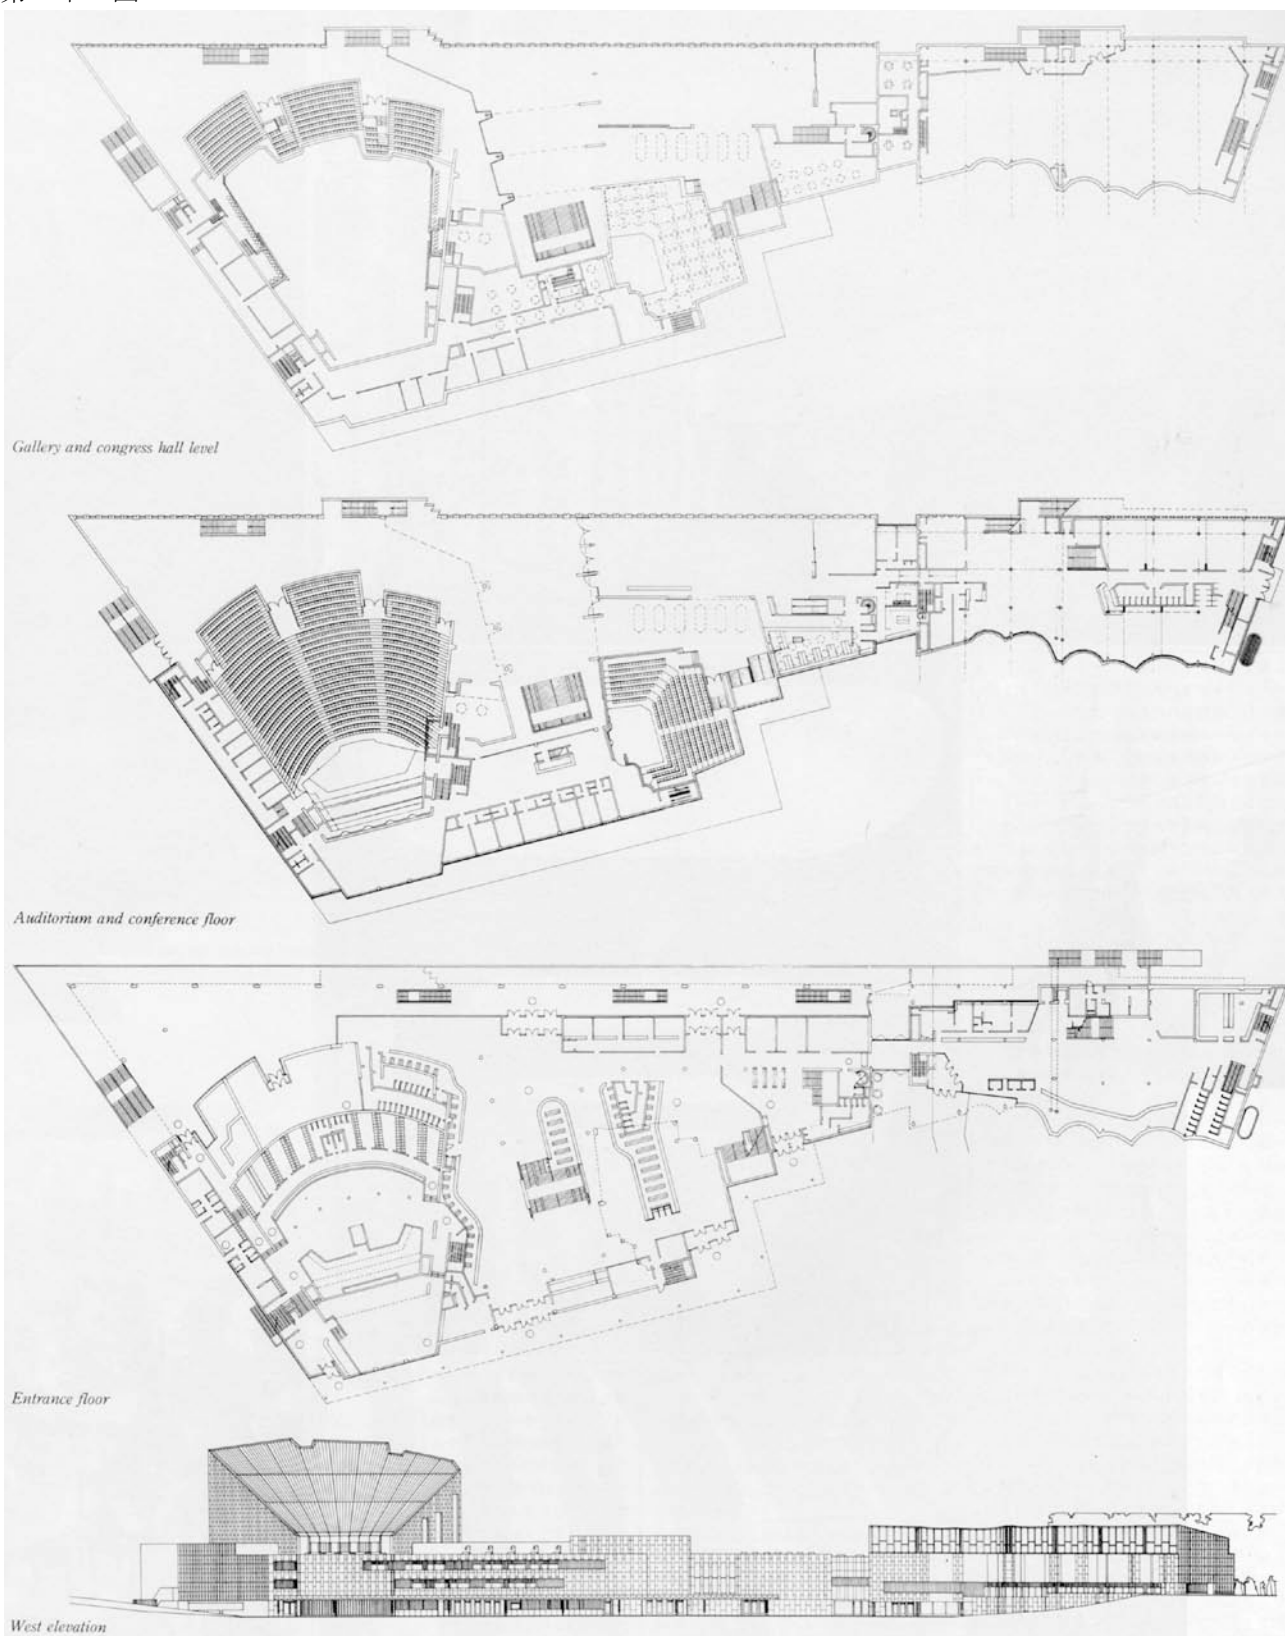 Gallery and congress hall level
Auditorium and conference floor
Entrance floor
West elevation